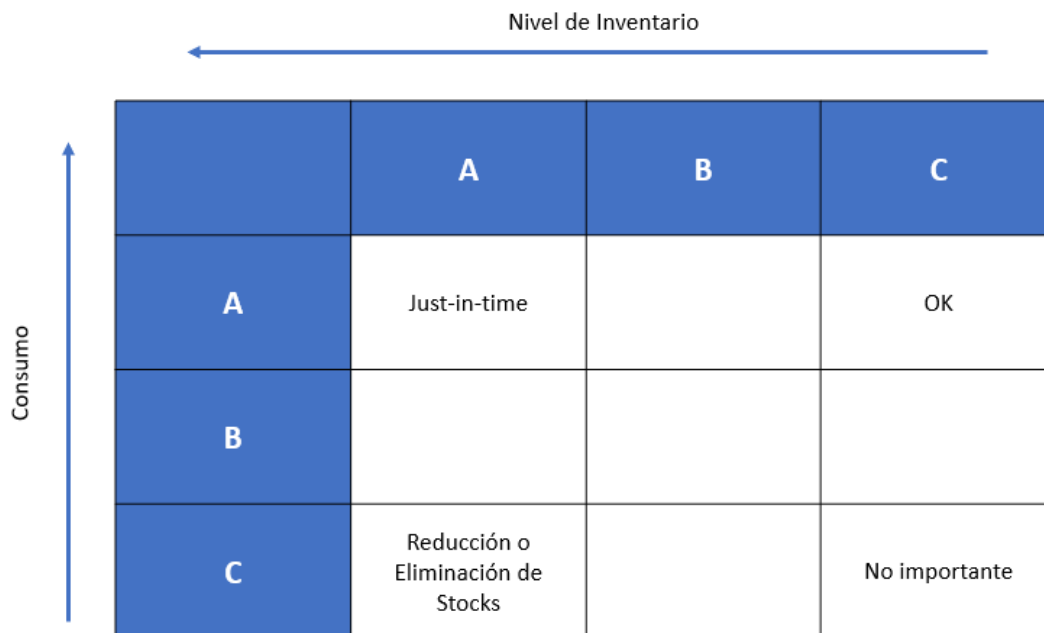 Nivel de Inventario
A
B
C
Consumo
A
Just-in-time
OK
B
C
Reducción o
Eliminación de
Stocks
No importante